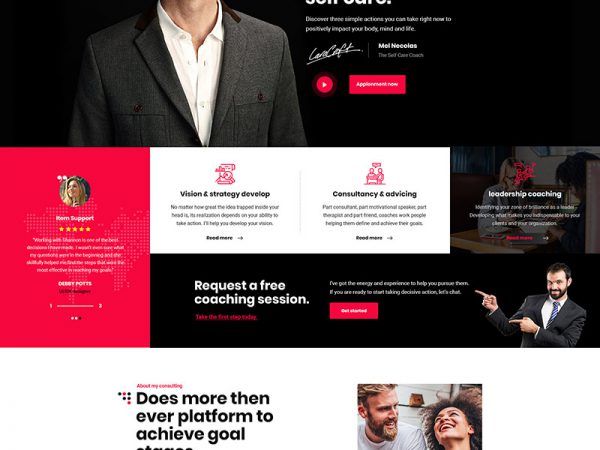 self care.
Discover three simple actions you can take right now to
positively impact your body, mind and life.
Mel Necolas
The Self-Care Coach
Applonment now
Item Support
"Working with Shannon is one of the best
decisions I have made. I wasn't even sure what
my questions were in the beginning and she
skillfully helped me find the steps that were
the most effective in reaching my goals."
DEBBY POTTS
1
3
Vision & strategy develop
No matter how great the idea trapped inside your
head is, its realization depends on your ability to
take action. I'll help you develop your vision.
Read more
Consultancy & advicing
Part consultant, part motivational speaker, part
therapist and part friend, coaches work people
helping them define and achieve their goals.
Read more
leadership coaching
Identifying your zone of brilliance as a leader.
Developing what makes you indispensable to your
clients and your organization.
Read more
Request a free
coaching session.
Take the first step today.
I've got the energy and experience to help you pursue them.
If you are ready to start taking decisive action, let's chat.
Get started
About my consulting
Does more then
ever platform to
achieve goal
stages